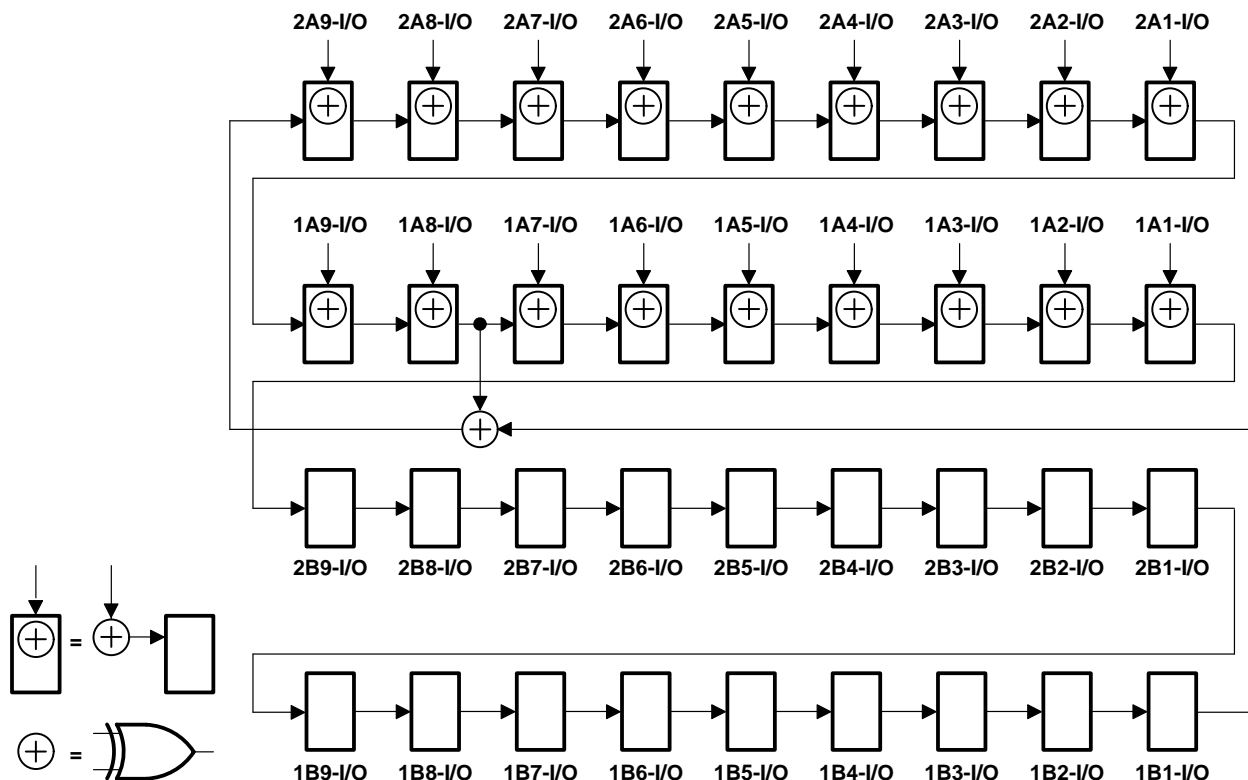 2A9-I/O 2A8-I/O 2A7-I/O 2A6-I/O 2A5-I/O 2A4-I/O 2A3-I/O 2A2-I/O 2A1-I/O
1A9-I/O 1A8-I/O 1A7-I/O 1A6-I/O 1A5-I/O 1A4-I/O 1A3-I/O 1A2-I/O 1A1-I/O
2B9-I/O 2B8-I/O 2B7-I/O 2B6-I/O 2B5-I/O 2B4-I/O 2B3-I/O 2B2-I/O 2B1-I/O
=
=
1B9-I/O 1B8-I/O 1B7-I/O 1B6-I/O 1B5-I/O 1B4-I/O 1B3-I/O 1B2-I/O 1B1-I/O